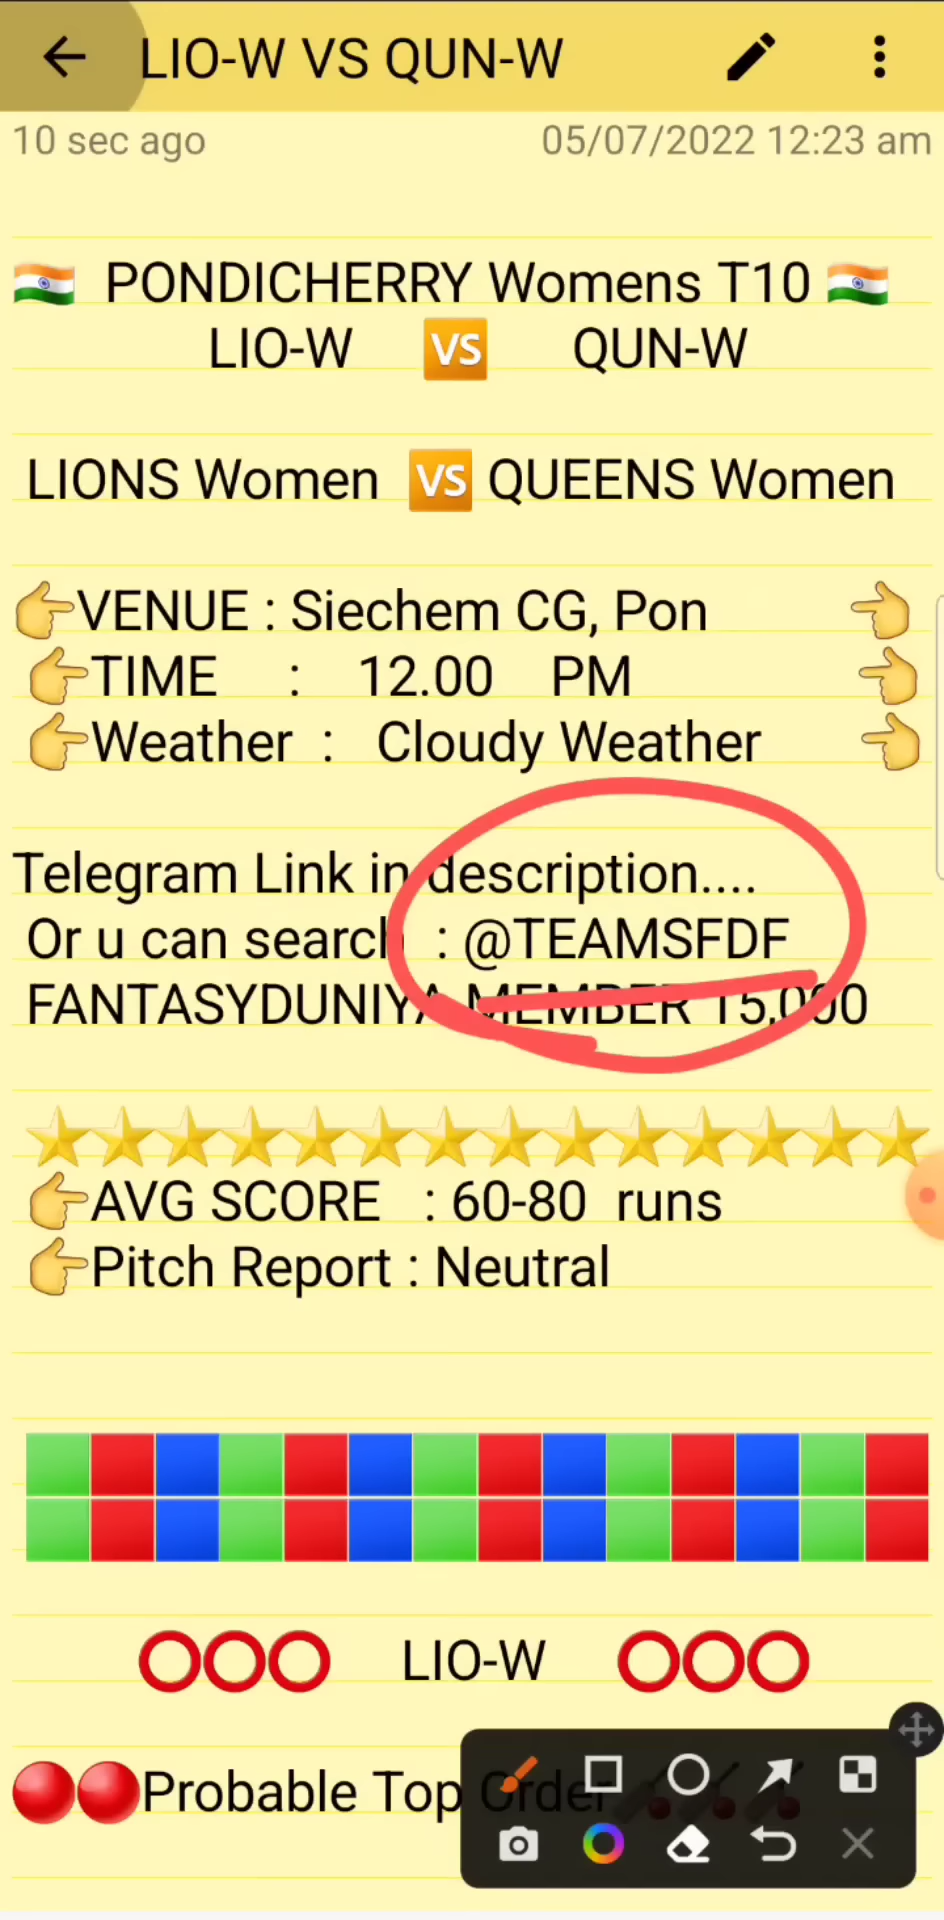 LIO-W VS QUN-W
10 sec ago 05/07/2022 12:23 am
🇮🇳 PONDICHERRY Womens T10 🇮🇳
LIO-W 🆚 QUN-W
LIONS Women 🆚 QUEENS Women
👉VENUE : Siechem CG, Pon 👈
👉TIME : 12.00 PM 👈
👉Weather : Cloudy Weather 👈
Telegram Link in description....
Or u can search : @TEAMSFDF
FANTASYDUNIYA MEMBER 15,000
⭐⭐⭐⭐⭐⭐⭐⭐⭐⭐⭐⭐⭐⭐
👉AVG SCORE : 60-80 runs
👉Pitch Report : Neutral
🟩🟥🟦🟩🟥🟦🟩🟥🟦🟩🟥🟦🟩🟥
🟩🟥🟦🟩🟥🟦🟩🟥🟦🟩🟥🟦🟩🟥
⭕⭕⭕ LIO-W ⭕⭕⭕
🔴🔴Probable Top Order🏏🏏🏏